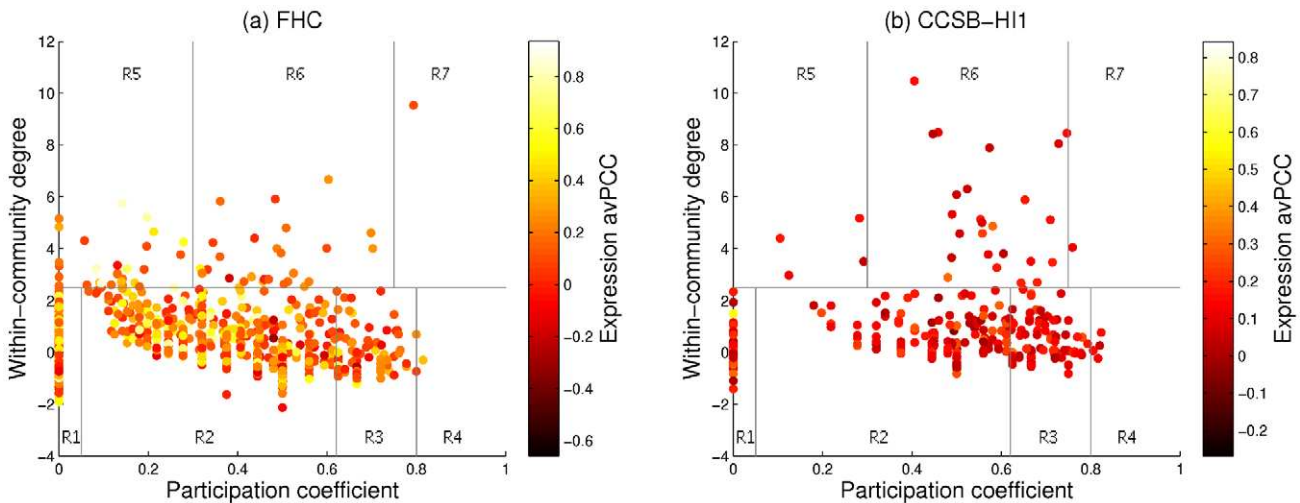 (a) FHC
12
10
8
6
4
2
0
−2
−4
Within−community degree
R5
R6
R7
R1
R2
R3
R4
0
0.2
0.4
0.6
0.8
1
Participation coefficient
0.8
0.6
0.4
0.2
0
−0.2
−0.4
−0.6
Expression avPCC
(b) CCSB−HI1
12
10
8
6
4
2
0
−2
−4
Within−community degree
R5
R6
R7
R1
R2
R3
R4
0
0.2
0.4
0.6
0.8
1
Participation coefficient
0.8
0.7
0.6
0.5
0.4
0.3
0.2
0.1
0
−0.1
−0.2
Expression avPCC